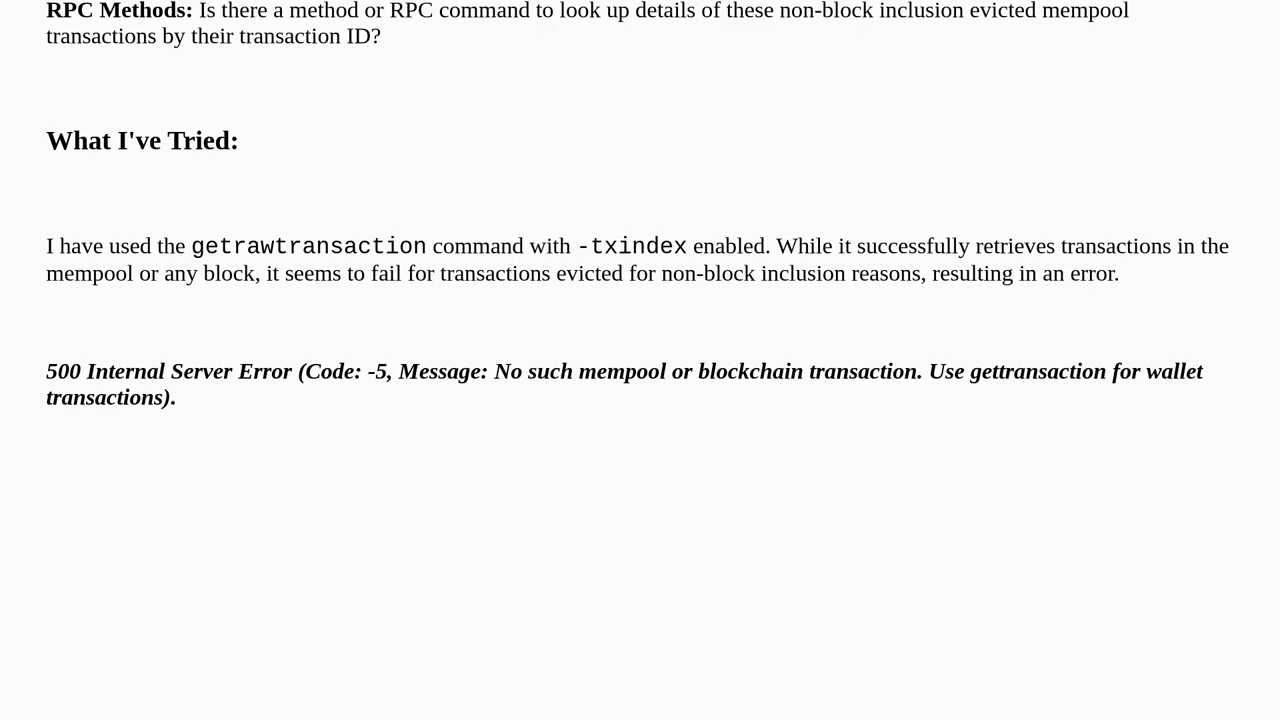 RPC Methods: Is there a method or RPC command to look up details of these non-block inclusion evicted mempool
transactions by their transaction ID?
What I've Tried:
I have used the getrawtransaction command with -txindex enabled. While it successfully retrieves transactions in the
mempool or any block, it seems to fail for transactions evicted for non-block inclusion reasons, resulting in an error.
500 Internal Server Error (Code: -5, Message: No such mempool or blockchain transaction. Use gettransaction for wallet
transactions).